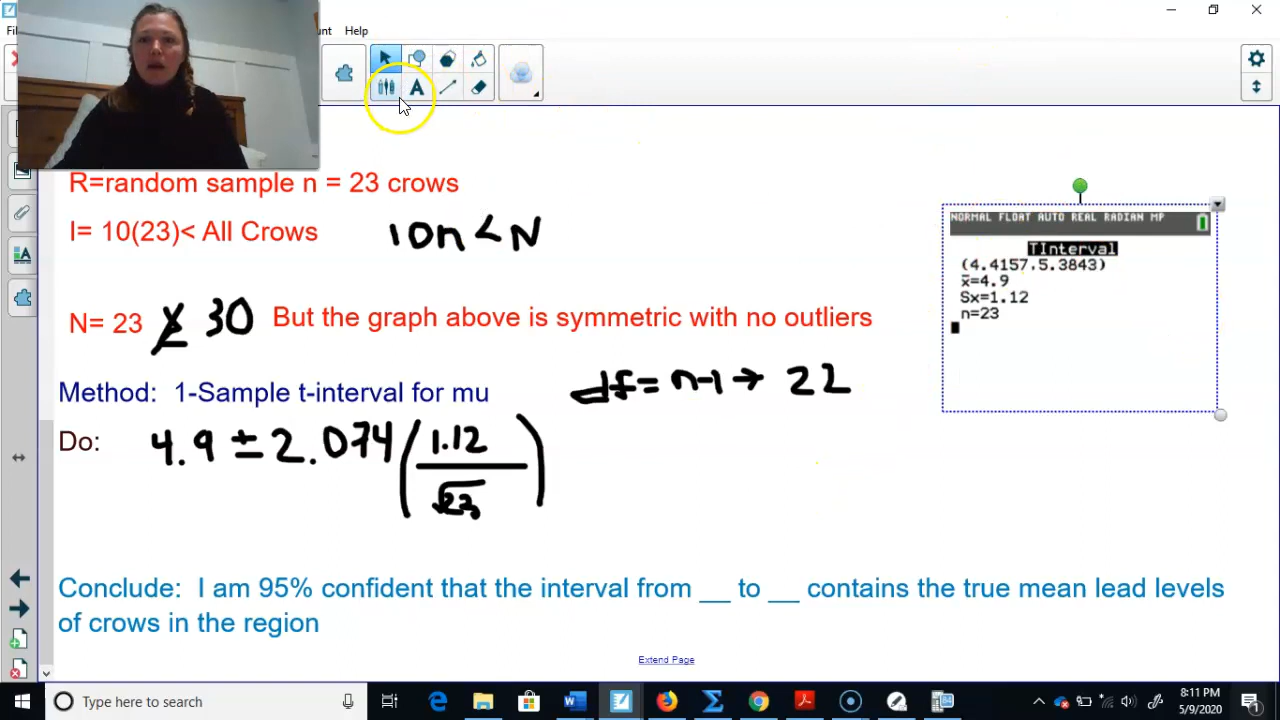 Help
R=random sample n = 23 crows
I= 10(23)< All Crows 10n < N
NORMAL FLOAT AUTO REAL RADIAN MP
TInterval
(4.4157,5.3843)
x̄=4.9
Sx=1.12
n=23
N= 23 ≥ 30 But the graph above is symmetric with no outliers
Method: 1-Sample t-interval for mu df = n-1 → 22
Do: 4.9 ± 2.074 (1.12/√23)
Conclude: I am 95% confident that the interval from __ to __ contains the true mean lead levels
of crows in the region
Extend Page
Type here to search
8:11 PM
5/9/2020